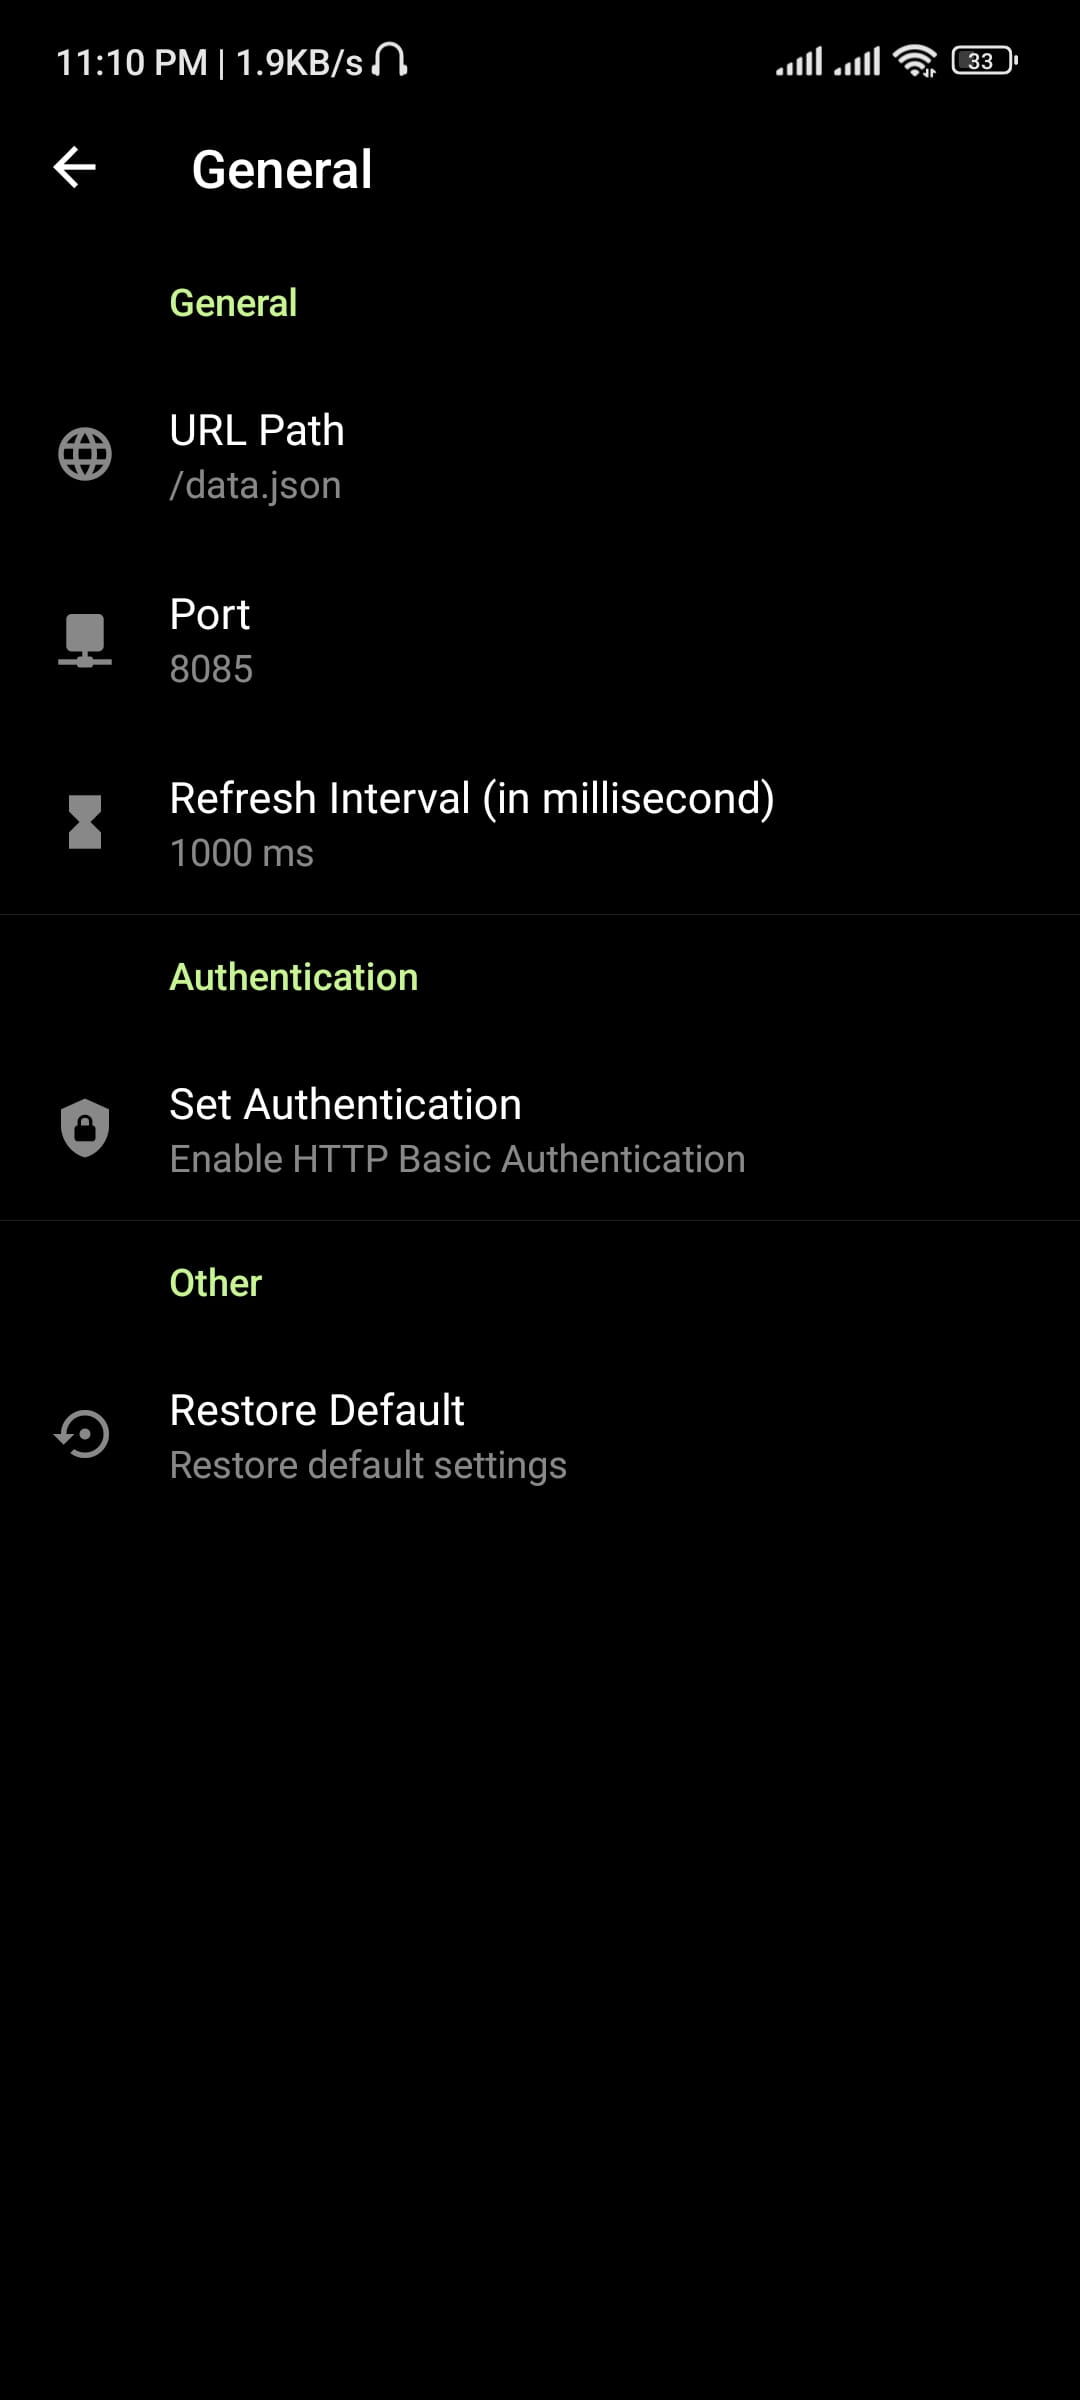 11:10 PM | 1.9KB/s 33
General
General
URL Path
/data.json
Port
8085
Refresh Interval (in millisecond)
1000 ms
Authentication
Set Authentication
Enable HTTP Basic Authentication
Other
Restore Default
Restore default settings